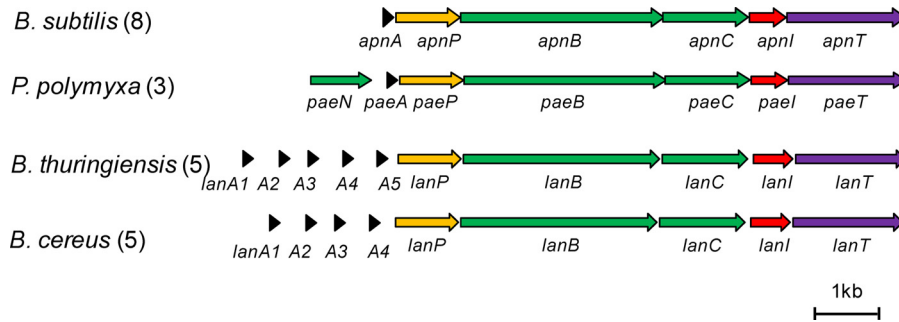 B. subtilis (8)
apnA apnP apnB apnC apnI apnT
P. polymyxa (3)
paeN paeA paeP paeB paeC paeI paeT
B. thuringiensis (5)
lanA1 A2 A3 A4 A5 lanP lanB lanC lanI lanT
B. cereus (5)
lanA1 A2 A3 A4 lanP lanB lanC lanI lanT
1kb